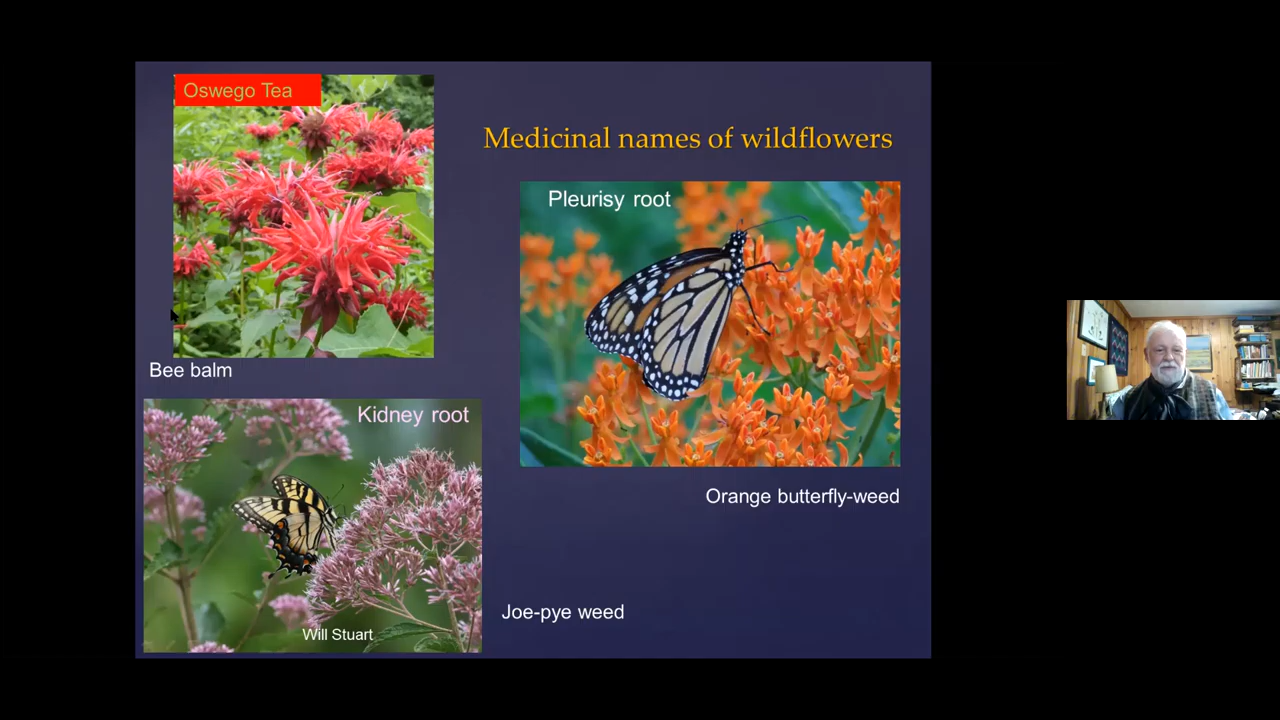 Oswego Tea
Medicinal names of wildflowers
Pleurisy root
Bee balm
Kidney root
Orange butterfly-weed
Joe-pye weed
Will Stuart